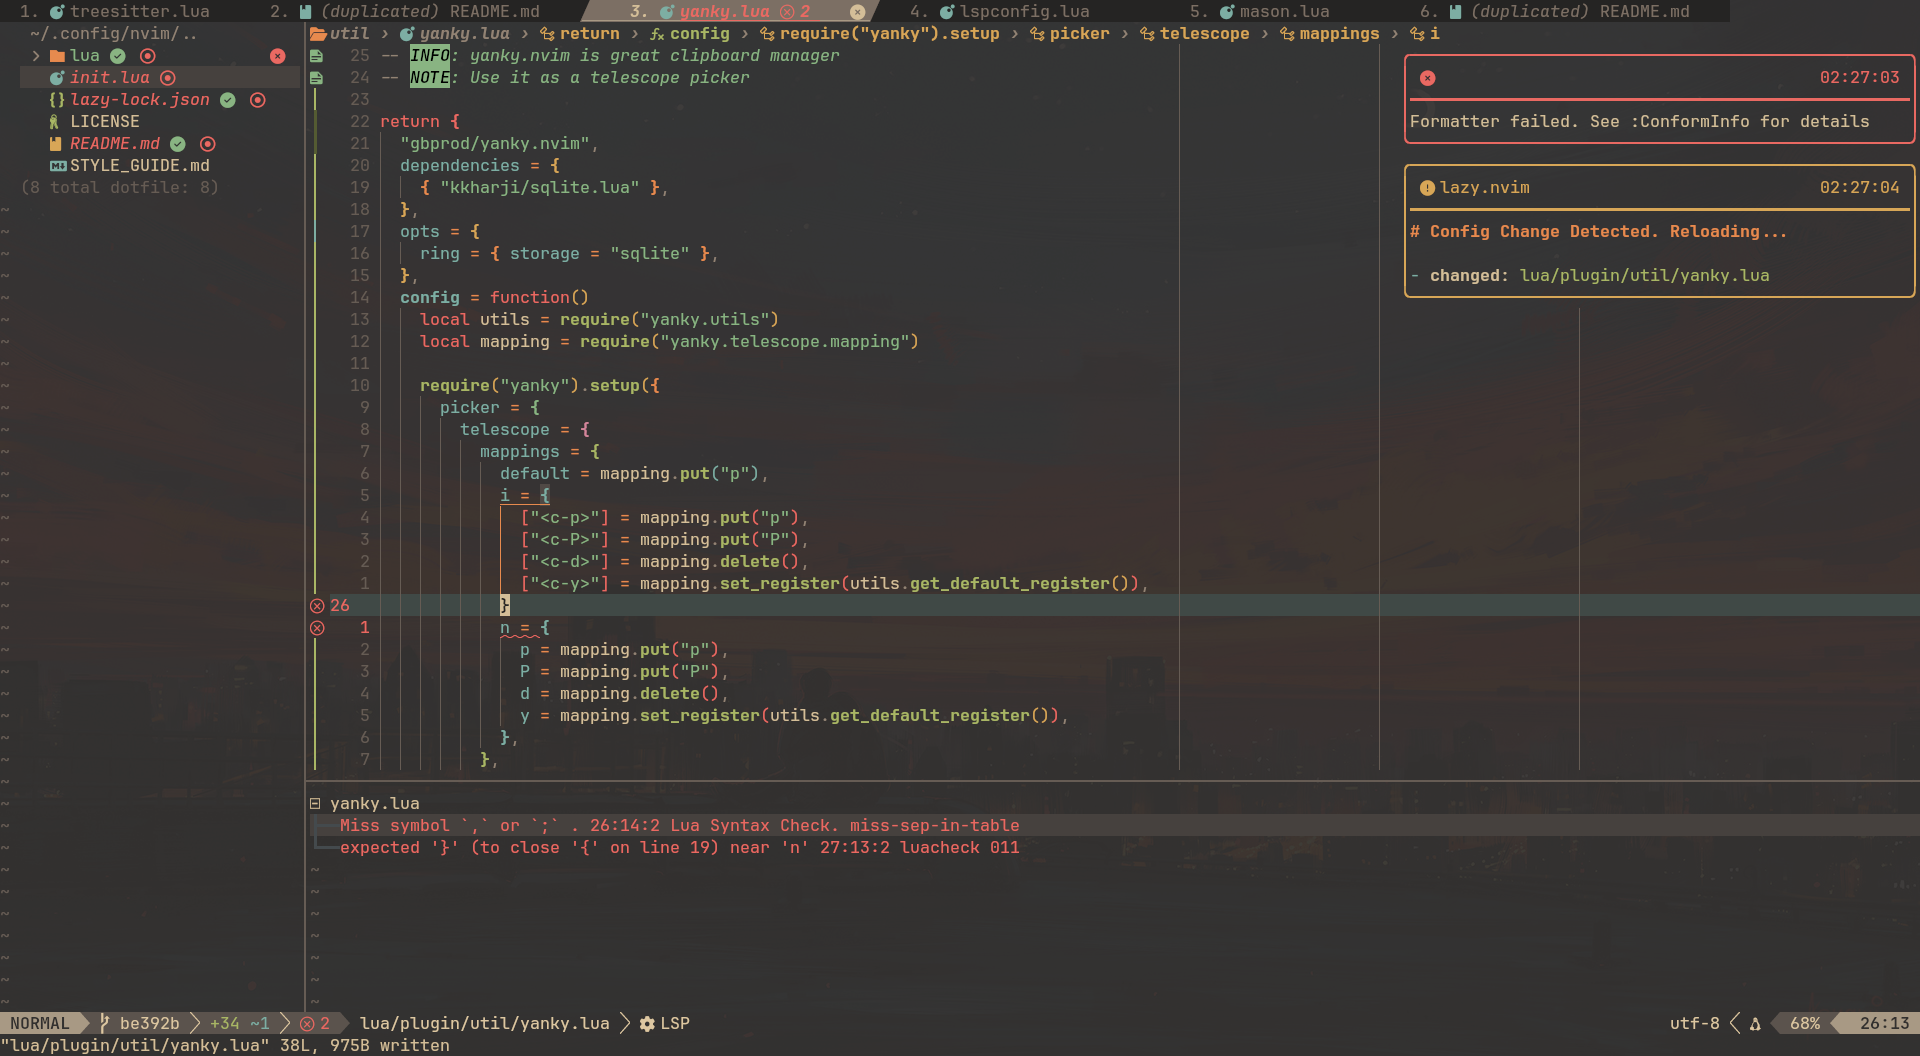 1. treesitter.lua 2. (duplicated) README.md 3. yanky.lua 2 4. lspconfig.lua 5. mason.lua 6. (duplicated) README.md
~/.config/nvim/..
lua
init.lua
lazy-lock.json
LICENSE
README.md
STYLE_GUIDE.md
(8 total dotfile: 8)
util › yanky.lua › return › config › require("yanky").setup › picker › telescope › mappings › i
25 -- INFO: yanky.nvim is great clipboard manager
24 -- NOTE: Use it as a telescope picker
23
22 return {
21 "gbprod/yanky.nvim",
20 dependencies = {
19 { "kkharji/sqlite.lua" },
18 },
17 opts = {
16 ring = { storage = "sqlite" },
15 },
14 config = function()
13 local utils = require("yanky.utils")
12 local mapping = require("yanky.telescope.mapping")
11
10 require("yanky").setup({
9 picker = {
8 telescope = {
7 mappings = {
6 default = mapping.put("p"),
5 i = {
4 ["<c-p>"] = mapping.put("p"),
3 ["<c-P>"] = mapping.put("P"),
2 ["<c-d>"] = mapping.delete(),
1 ["<c-y>"] = mapping.set_register(utils.get_default_register()),
26 }
1 n = {
2 p = mapping.put("p"),
3 P = mapping.put("P"),
4 d = mapping.delete(),
5 y = mapping.set_register(utils.get_default_register()),
6 },
7 },
02:27:03
Formatter failed. See :ConformInfo for details
lazy.nvim 02:27:04
# Config Change Detected. Reloading...
- changed: lua/plugin/util/yanky.lua
yanky.lua
Miss symbol `,` or `;` . 26:14:2 Lua Syntax Check. miss-sep-in-table
expected '}' (to close '{' on line 19) near 'n' 27:13:2 luacheck 011
NORMAL be392b +34 ~1 2 lua/plugin/util/yanky.lua LSP utf-8 68% 26:13
"lua/plugin/util/yanky.lua" 38L, 975B written